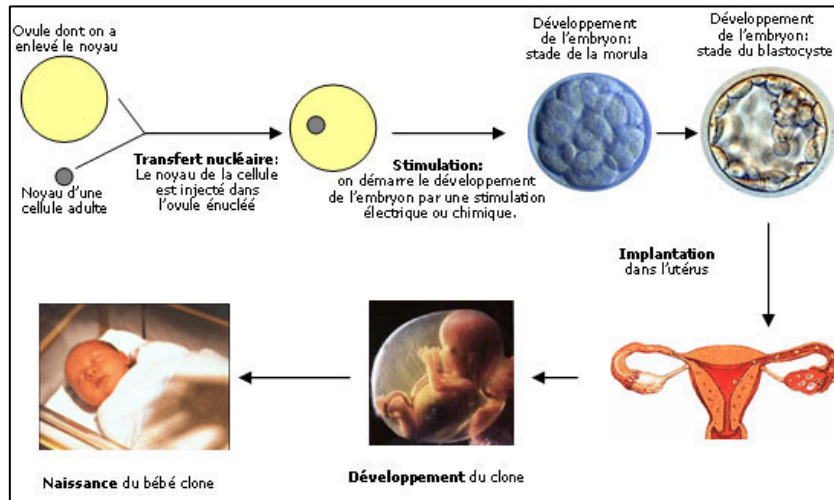 Ovule dont on a
enlevé le noyau
Noyau d'une
cellule adulte
Transfert nucléaire:
Le noyau de la cellule
est injecté dans
l'ovule énucléé
Stimulation:
on démarre le développement
de l'embryon par une stimulation
électrique ou chimique.
Développement
de l'embryon:
stade de la morula
Développement
de l'embryon:
stade du blastocyste
Implantation
dans l'utérus
Développement du clone
Naissance du bébé clone